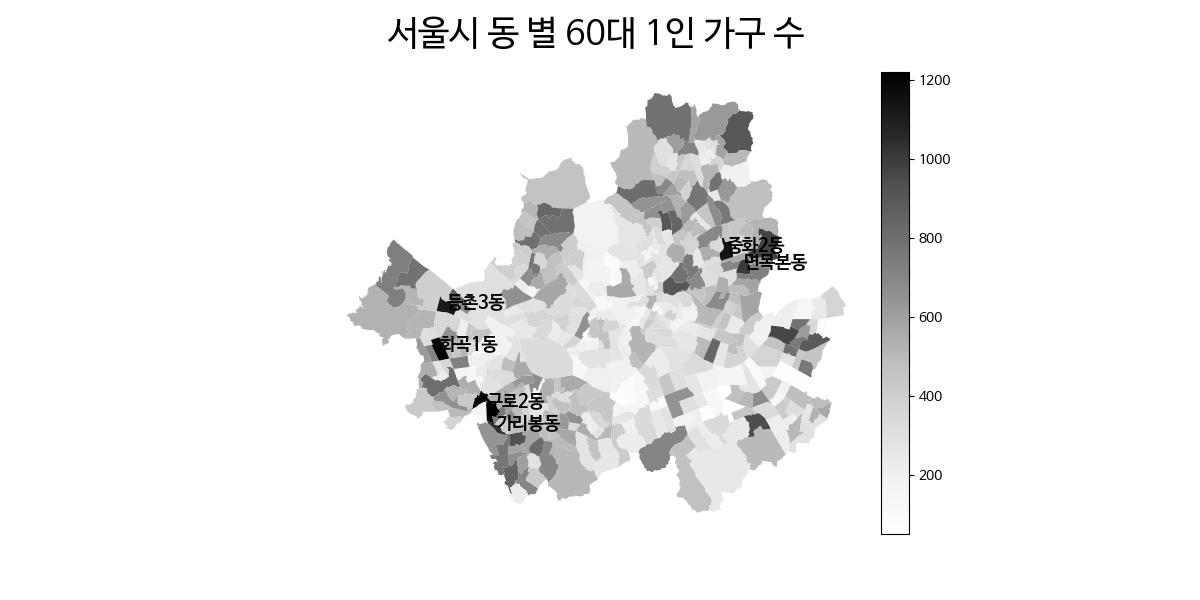 서울시 동 별 60대 1인 가구 수
1200
1000
중화2동
면목본동
800
등촌3동
600
화곡1동
구로2동
400
가리봉동
200